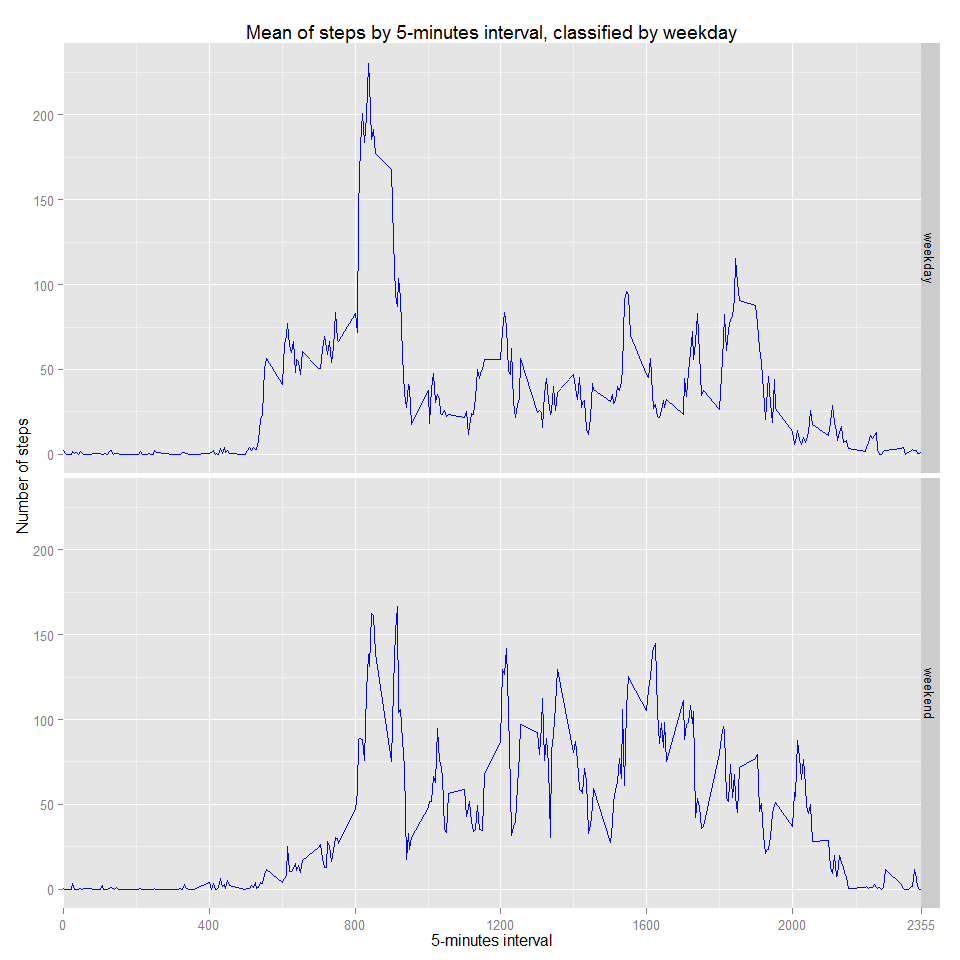 Mean of steps by 5-minutes interval, classified by weekday
Number of steps
200
150
100
50
0
weekday
200
150
100
50
0
weekend
0 400 800 1200 1600 2000 2355
5-minutes interval